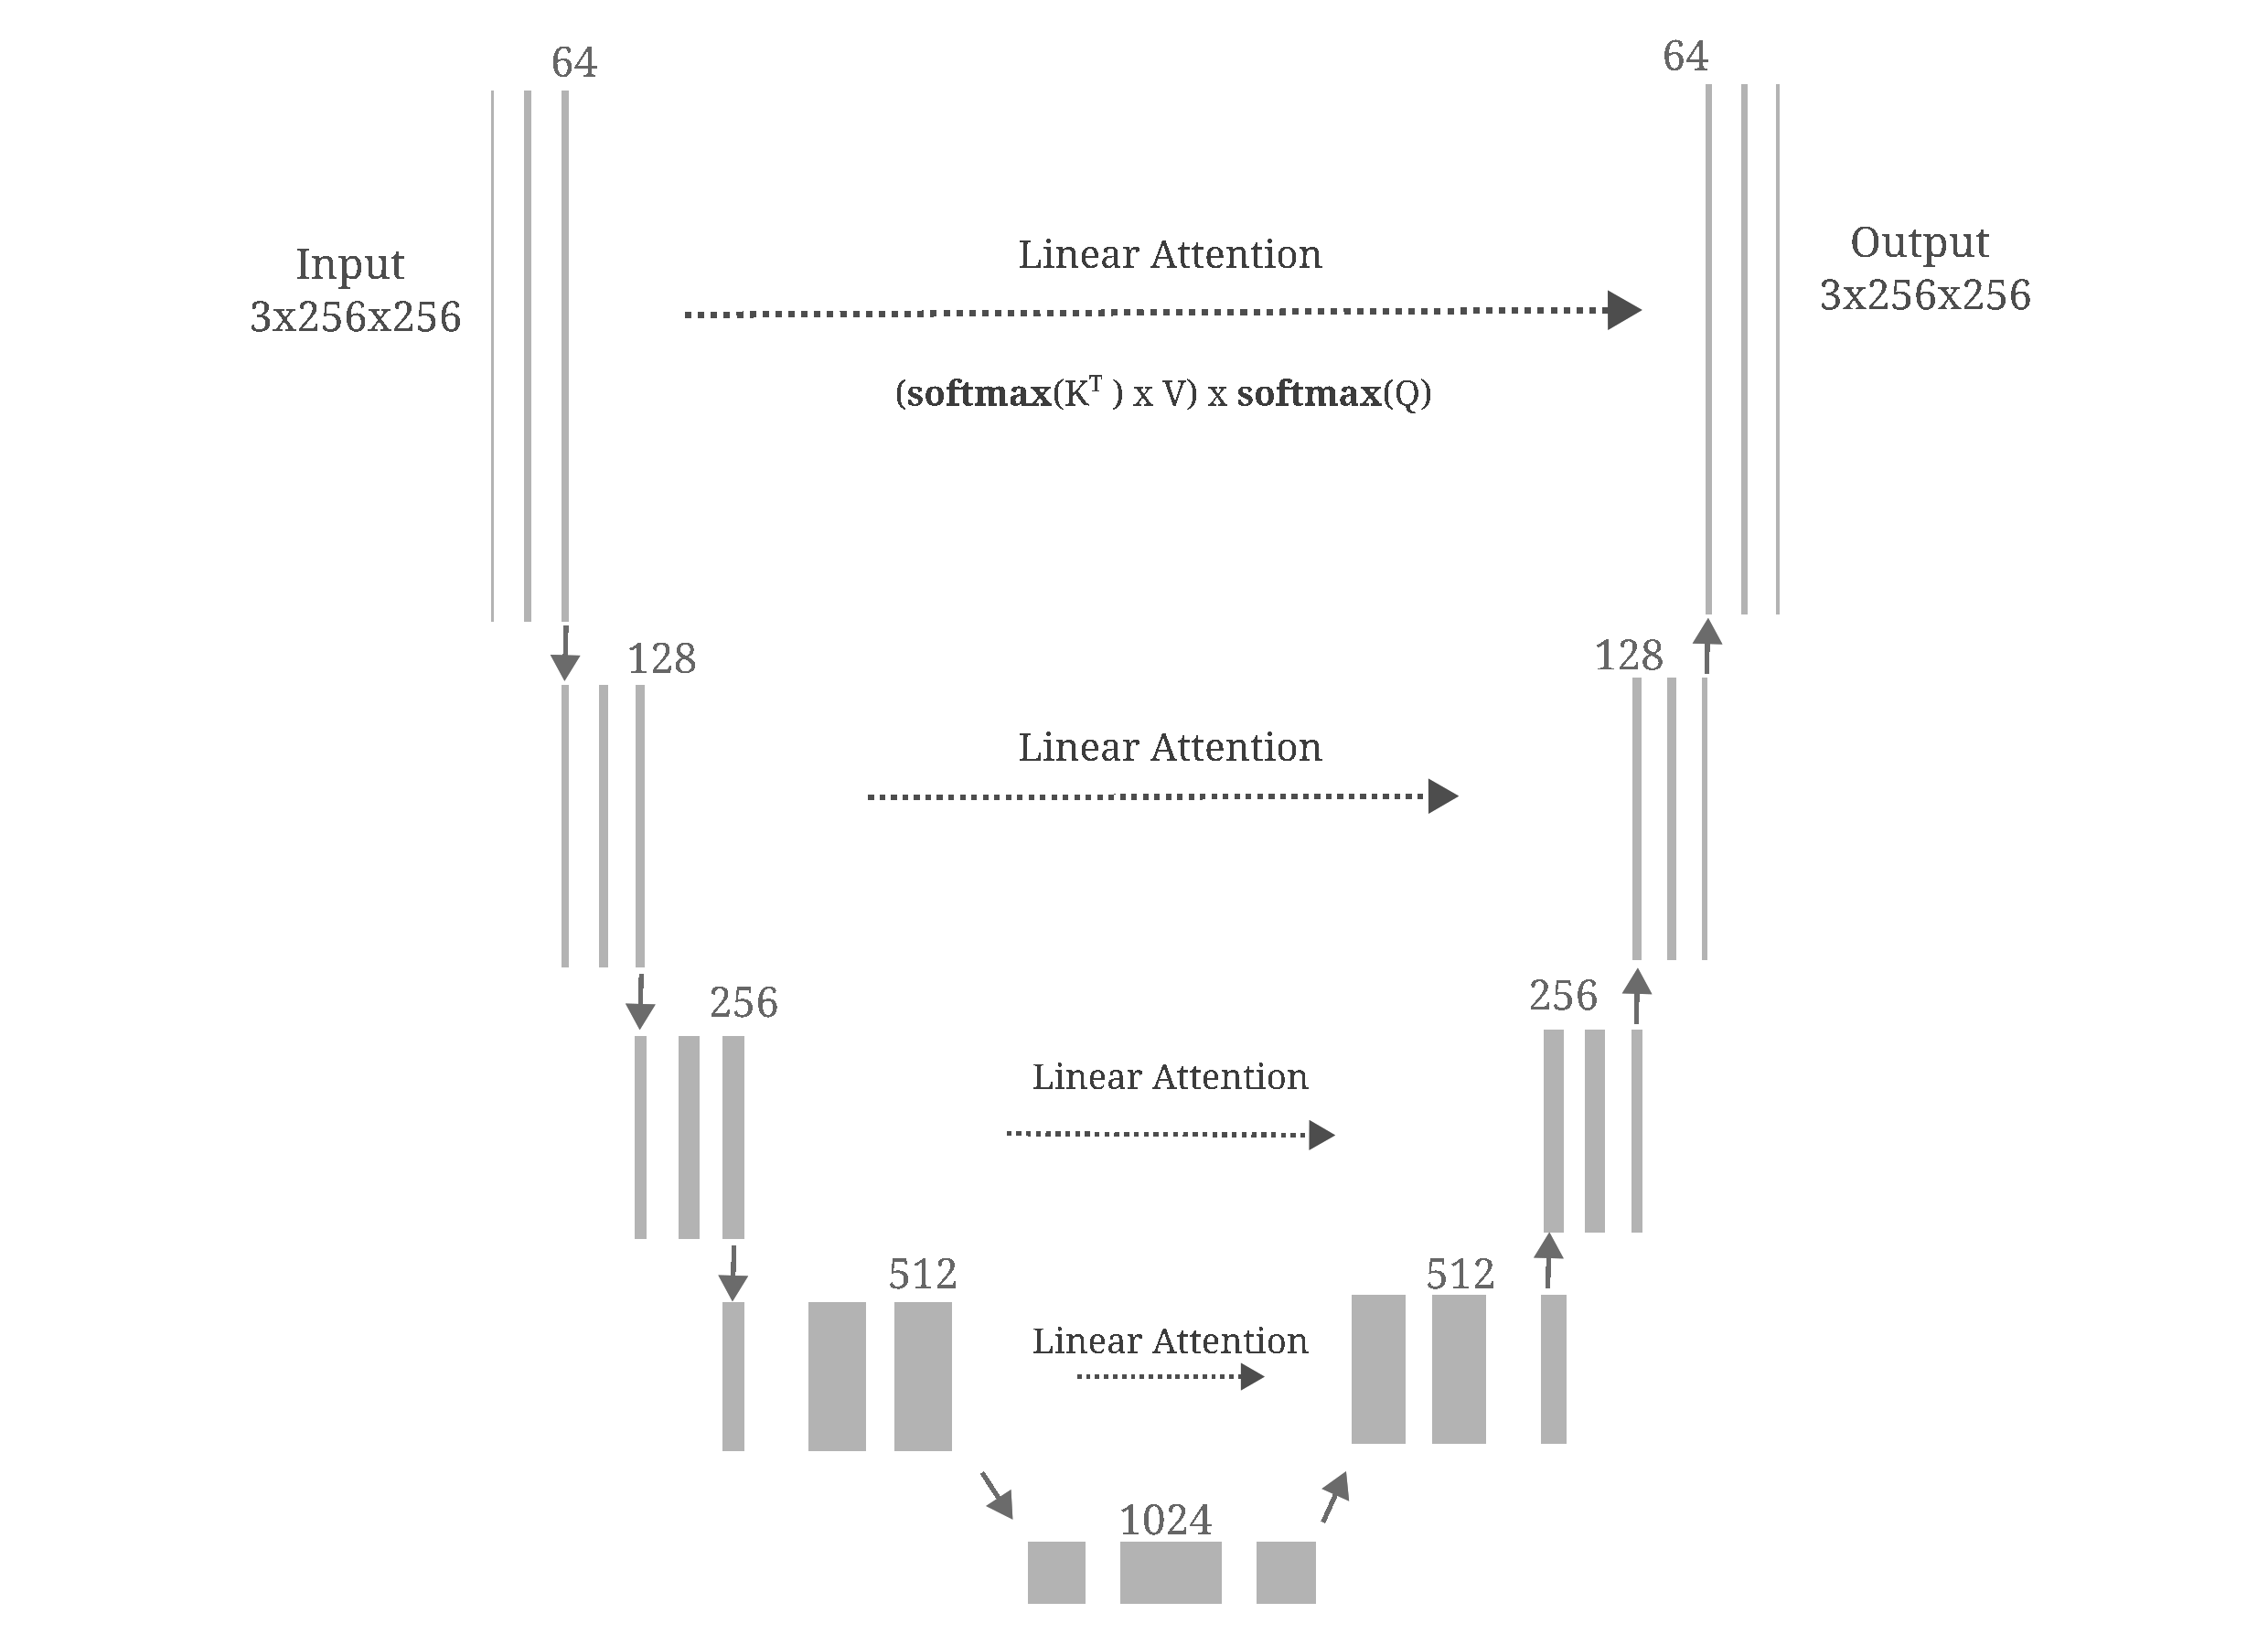 64
64
Input
3x256x256
Output
3x256x256
Linear Attention
(softmax(Kᵀ ) x V) x softmax(Q)
128
128
Linear Attention
256
256
Linear Attention
512
512
Linear Attention
1024